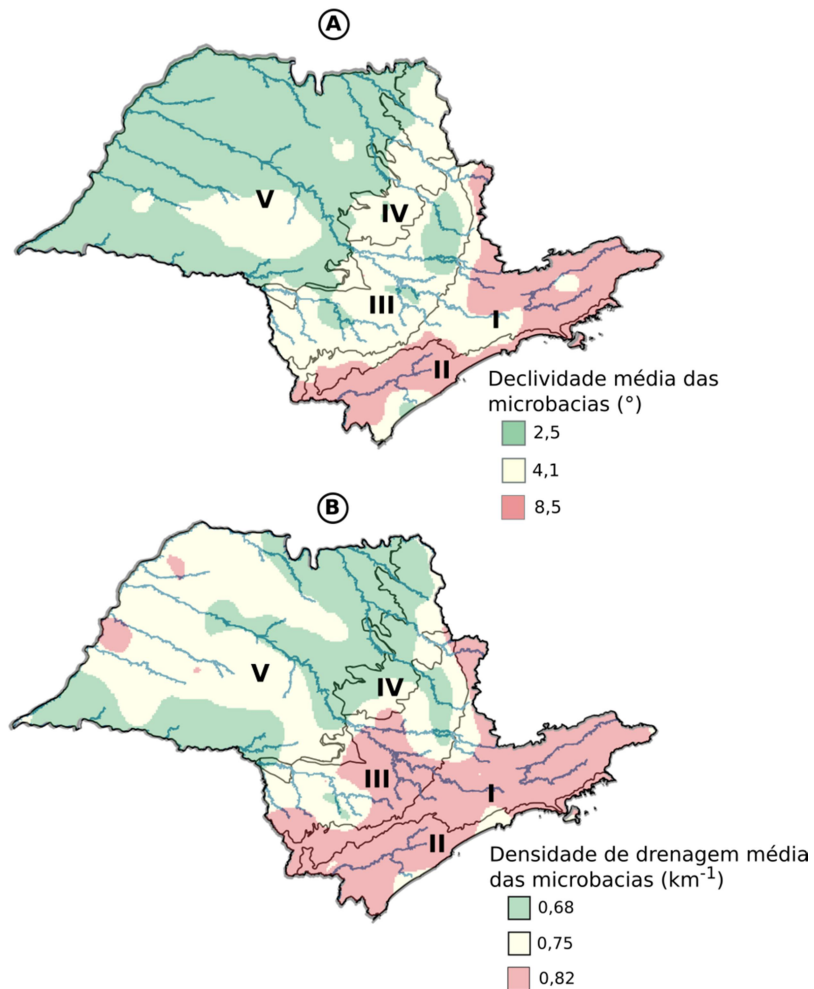 A
V
IV
III
I
II
Declividade média das
microbacias (°)
2,5
4,1
8,5
B
V
IV
III
I
II
Densidade de drenagem média
das microbacias (km⁻¹)
0,68
0,75
0,82